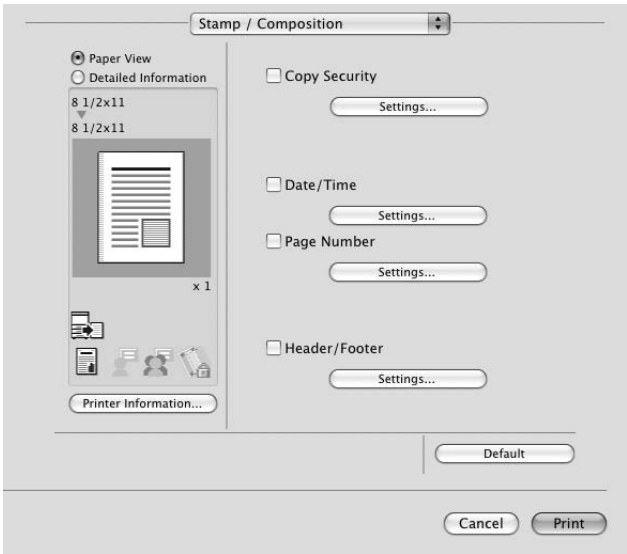 Stamp / Composition
Paper View
Detailed Information
8 1/2x11
8 1/2x11
x 1
Printer Information...
Copy Security
Settings...
Date/Time
Settings...
Page Number
Settings...
Header/Footer
Settings...
Default
Cancel
Print